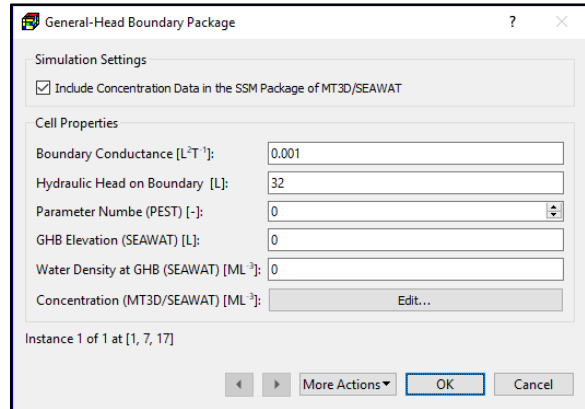 General-Head Boundary Package ?
Simulation Settings
Include Concentration Data in the SSM Package of MT3D/SEAWAT
Cell Properties
Boundary Conductance [L²T⁻¹]: 0.001
Hydraulic Head on Boundary [L]: 32
Parameter Numbe (PEST) [-]: 0
GHB Elevation (SEAWAT) [L]: 0
Water Density at GHB (SEAWAT) [ML⁻³]: 0
Concentration (MT3D/SEAWAT) [ML⁻³]: Edit...
Instance 1 of 1 at [1, 7, 17]
More Actions OK Cancel